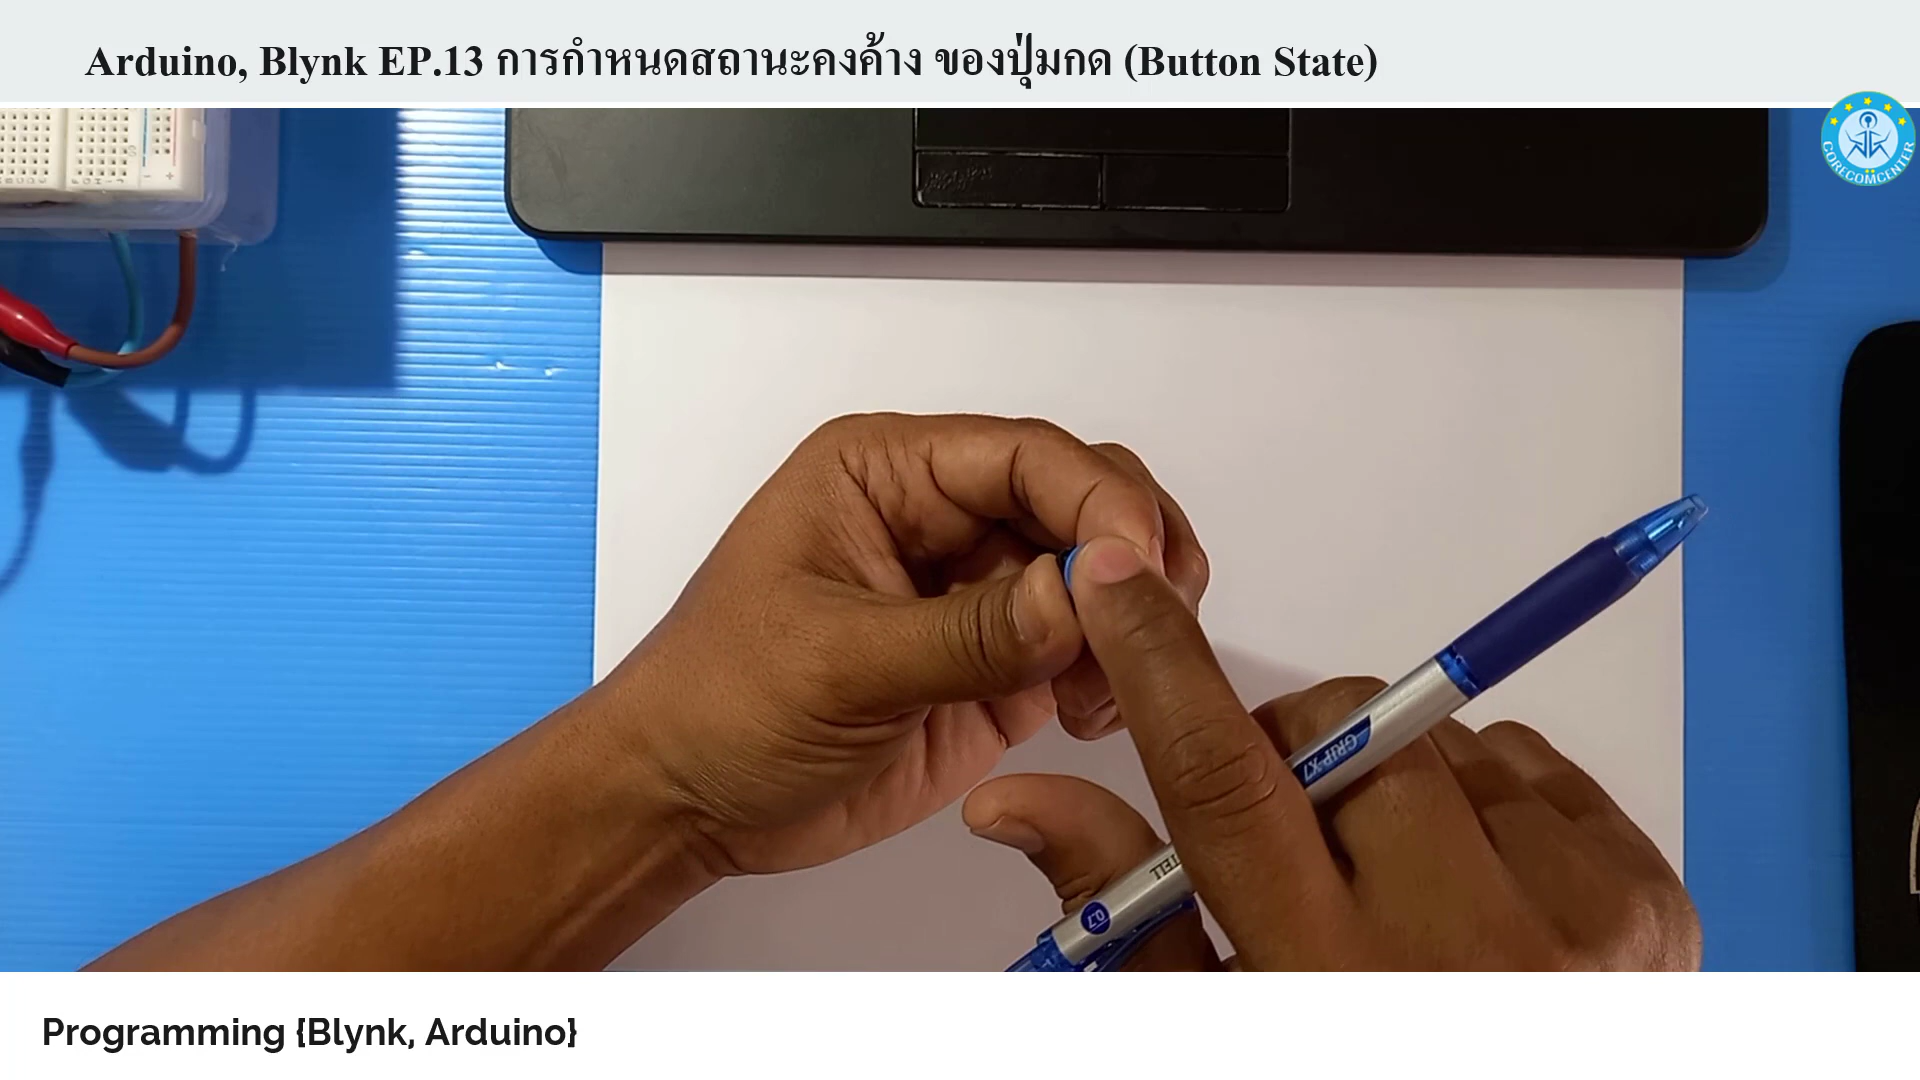 Arduino, Blynk EP.13 การกำหนดสถานะคงค้าง ของปุ่มกด (Button State)
CORECOMCENTER
GRIP X7
0.7
Programming {Blynk, Arduino}